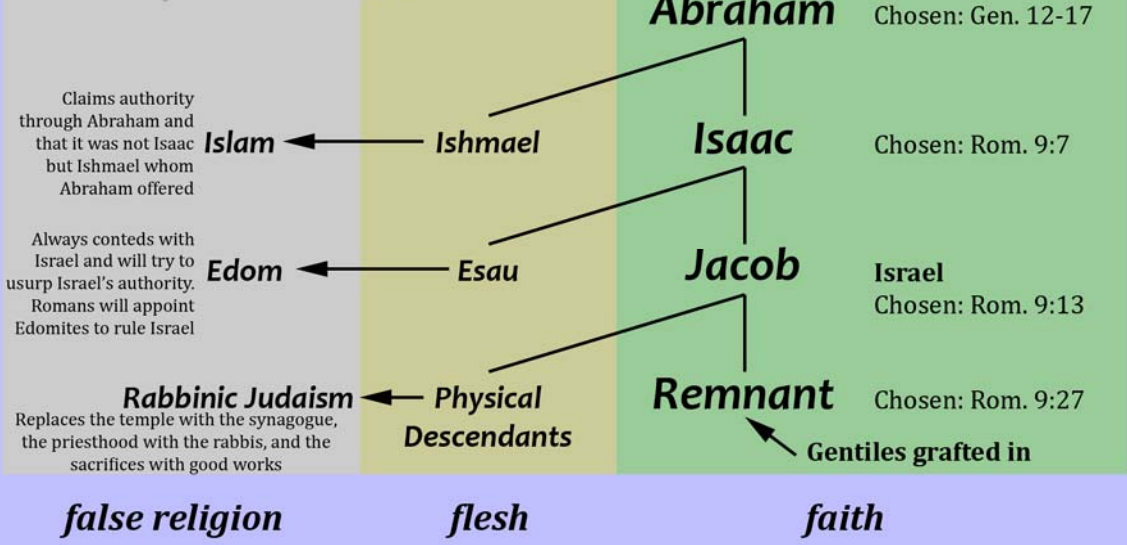 Abraham
Chosen: Gen. 12-17
Claims authority
through Abraham and
that it was not Isaac
but Ishmael whom
Abraham offered
Islam
Ishmael
Isaac
Chosen: Rom. 9:7
Always conteds with
Israel and will try to
usurp Israel's authority.
Romans will appoint
Edomites to rule Israel
Edom
Esau
Jacob
Israel
Chosen: Rom. 9:13
Rabbinic Judaism
Replaces the temple with the synagogue,
the priesthood with the rabbis, and the
sacrifices with good works
Physical
Descendants
Remnant
Chosen: Rom. 9:27
Gentiles grafted in
false religion
flesh
faith